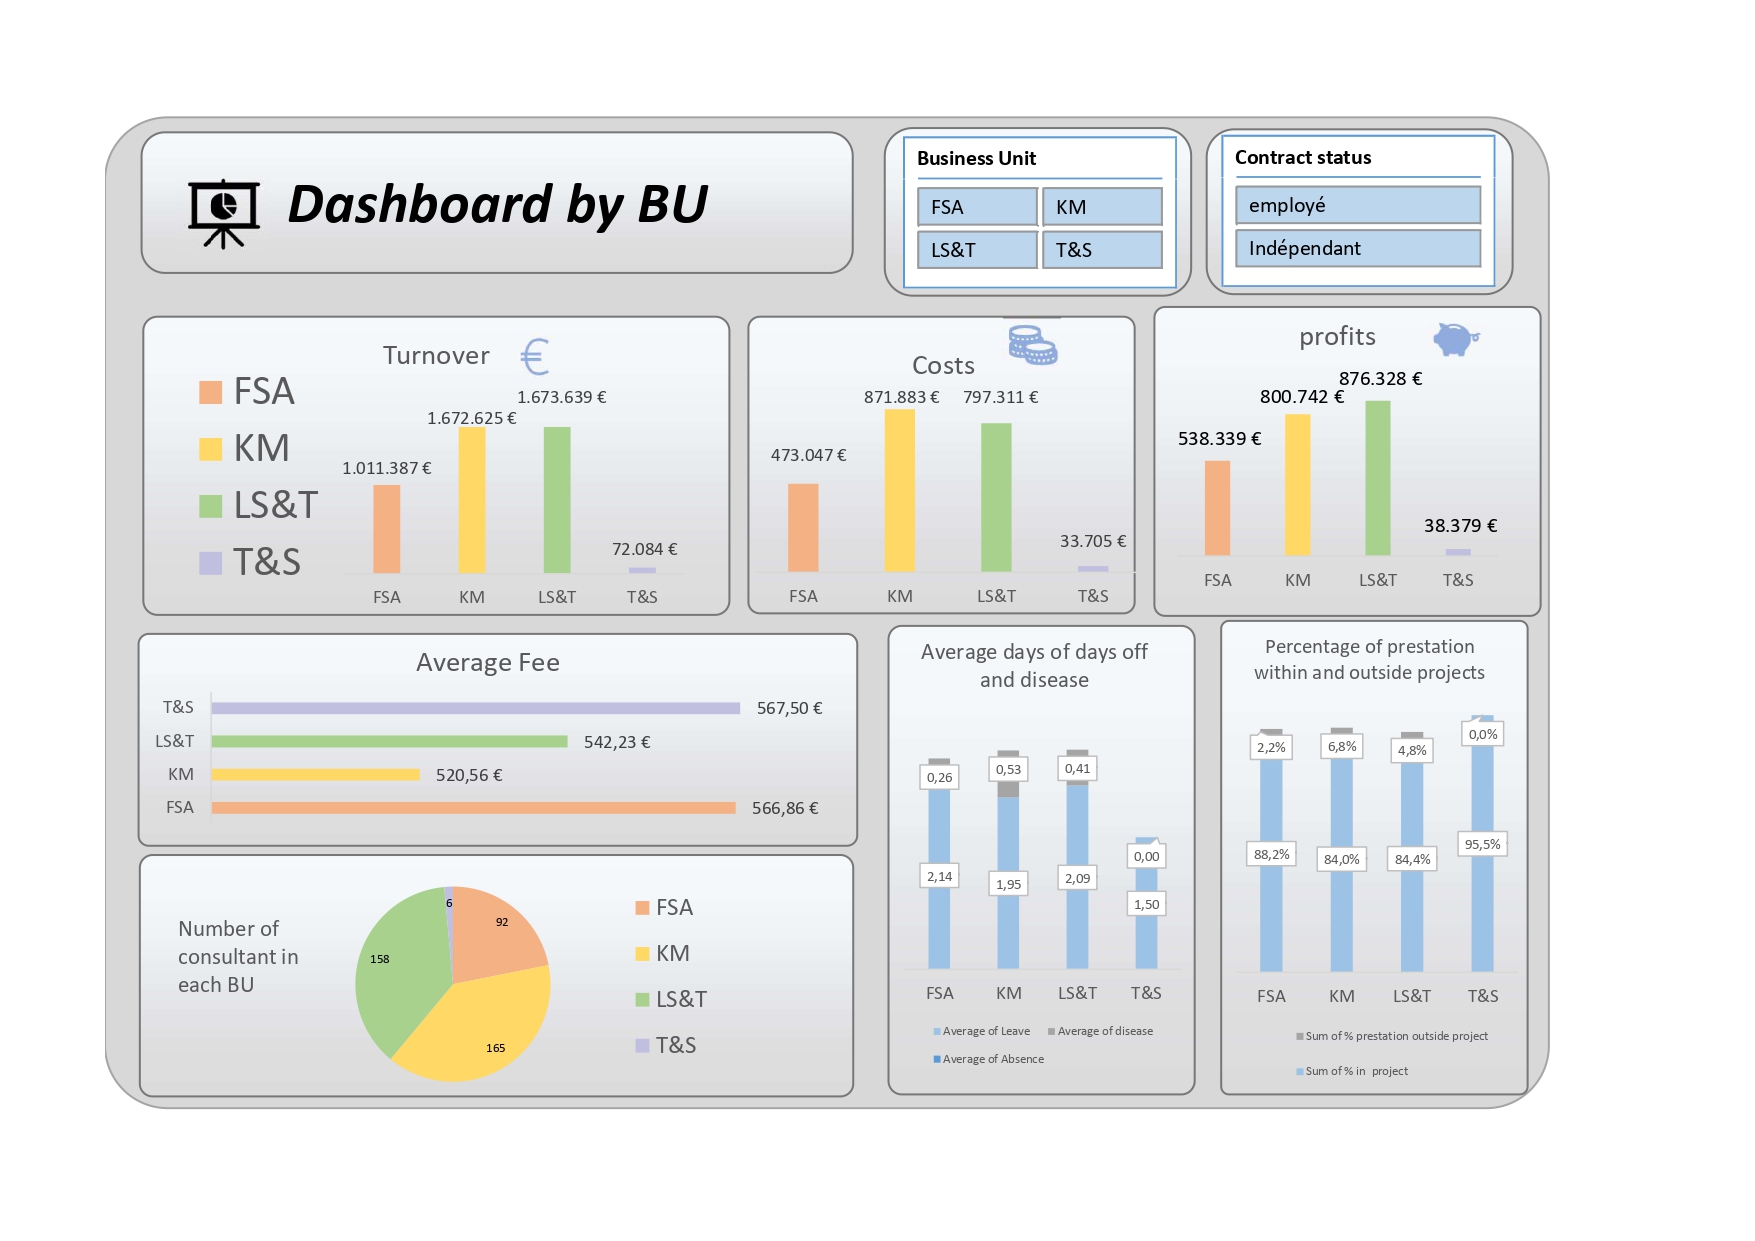 Dashboard by BU
Business Unit
FSA
KM
LS&T
T&S
Contract status
employé
Indépendant
Turnover €
FSA
KM
LS&T
T&S
1.011.387 €
1.672.625 €
1.673.639 €
72.084 €
FSA
KM
LS&T
T&S
Costs
473.047 €
871.883 €
797.311 €
33.705 €
FSA
KM
LS&T
T&S
profits
538.339 €
800.742 €
876.328 €
38.379 €
FSA
KM
LS&T
T&S
Average Fee
T&S
567,50 €
LS&T
542,23 €
KM
520,56 €
FSA
566,86 €
Number of
consultant in
each BU
6
92
158
165
FSA
KM
LS&T
T&S
Average days of days off
and disease
0,26
0,53
0,41
0,00
2,14
1,95
2,09
1,50
FSA
KM
LS&T
T&S
Average of Leave
Average of disease
Average of Absence
Percentage of prestation
within and outside projects
2,2%
6,8%
4,8%
0,0%
88,2%
84,0%
84,4%
95,5%
FSA
KM
LS&T
T&S
Sum of % prestation outside project
Sum of % in  project